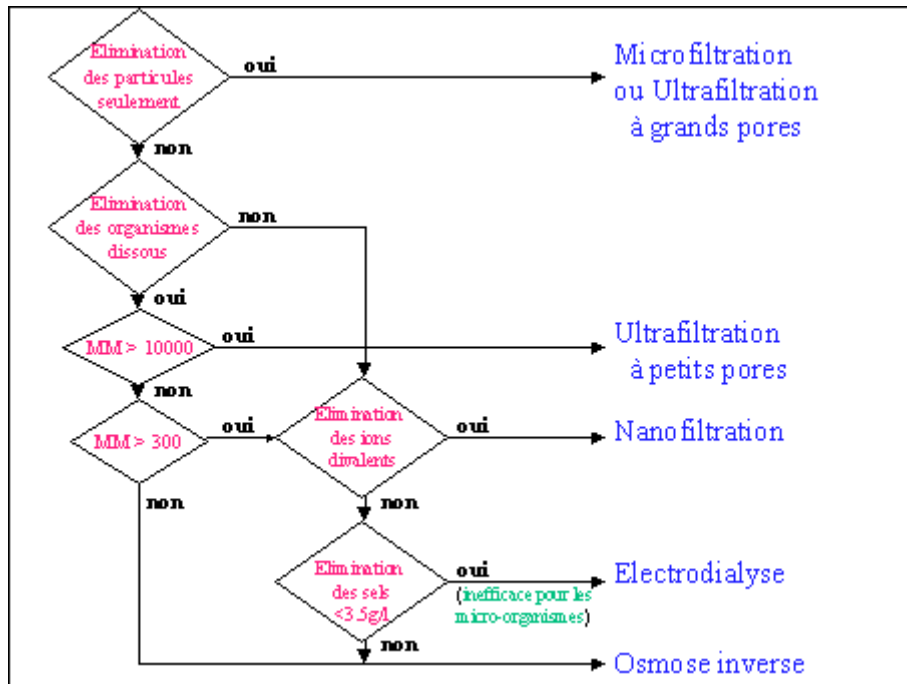 Elimination
des particules
seulement
oui
Microfiltration
ou Ultrafiltration
à grands pores
non
Elimination
des organismes
dissous
non
oui
MM > 10000
oui
Ultrafiltration
à petits pores
non
MM > 300
oui
Elimination
des ions
divalents
oui
Nanofiltration
non
non
Elimination
des sels
<3.5g/l
oui
(inefficace pour les
micro-organismes)
Electrodialyse
non
Osmose inverse